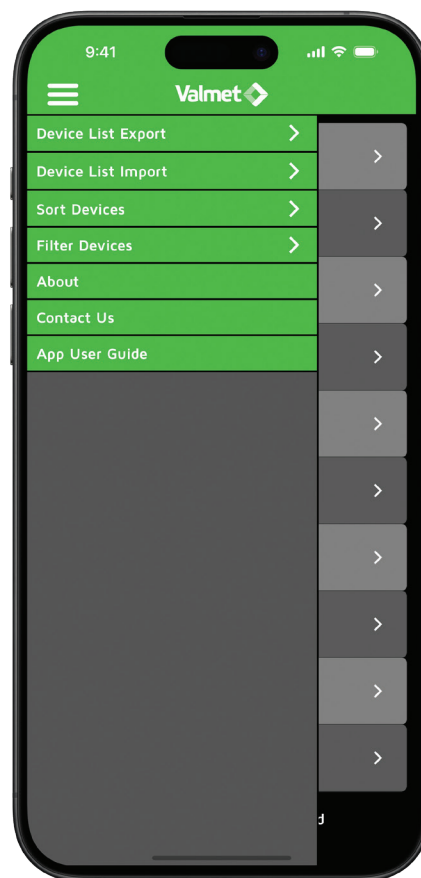 9:41
Valmet
Device List Export
Device List Import
Sort Devices
Filter Devices
About
Contact Us
App User Guide
d